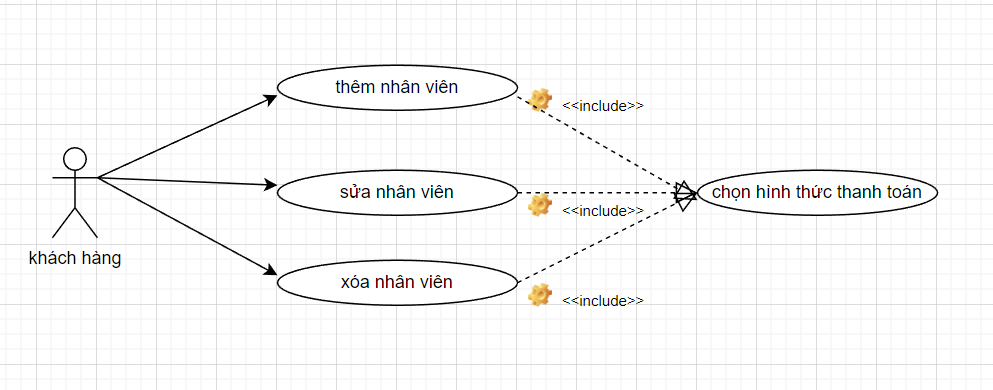 thêm nhân viên
<<include>>
sửa nhân viên
<<include>>
chọn hình thức thanh toán
khách hàng
xóa nhân viên
<<include>>